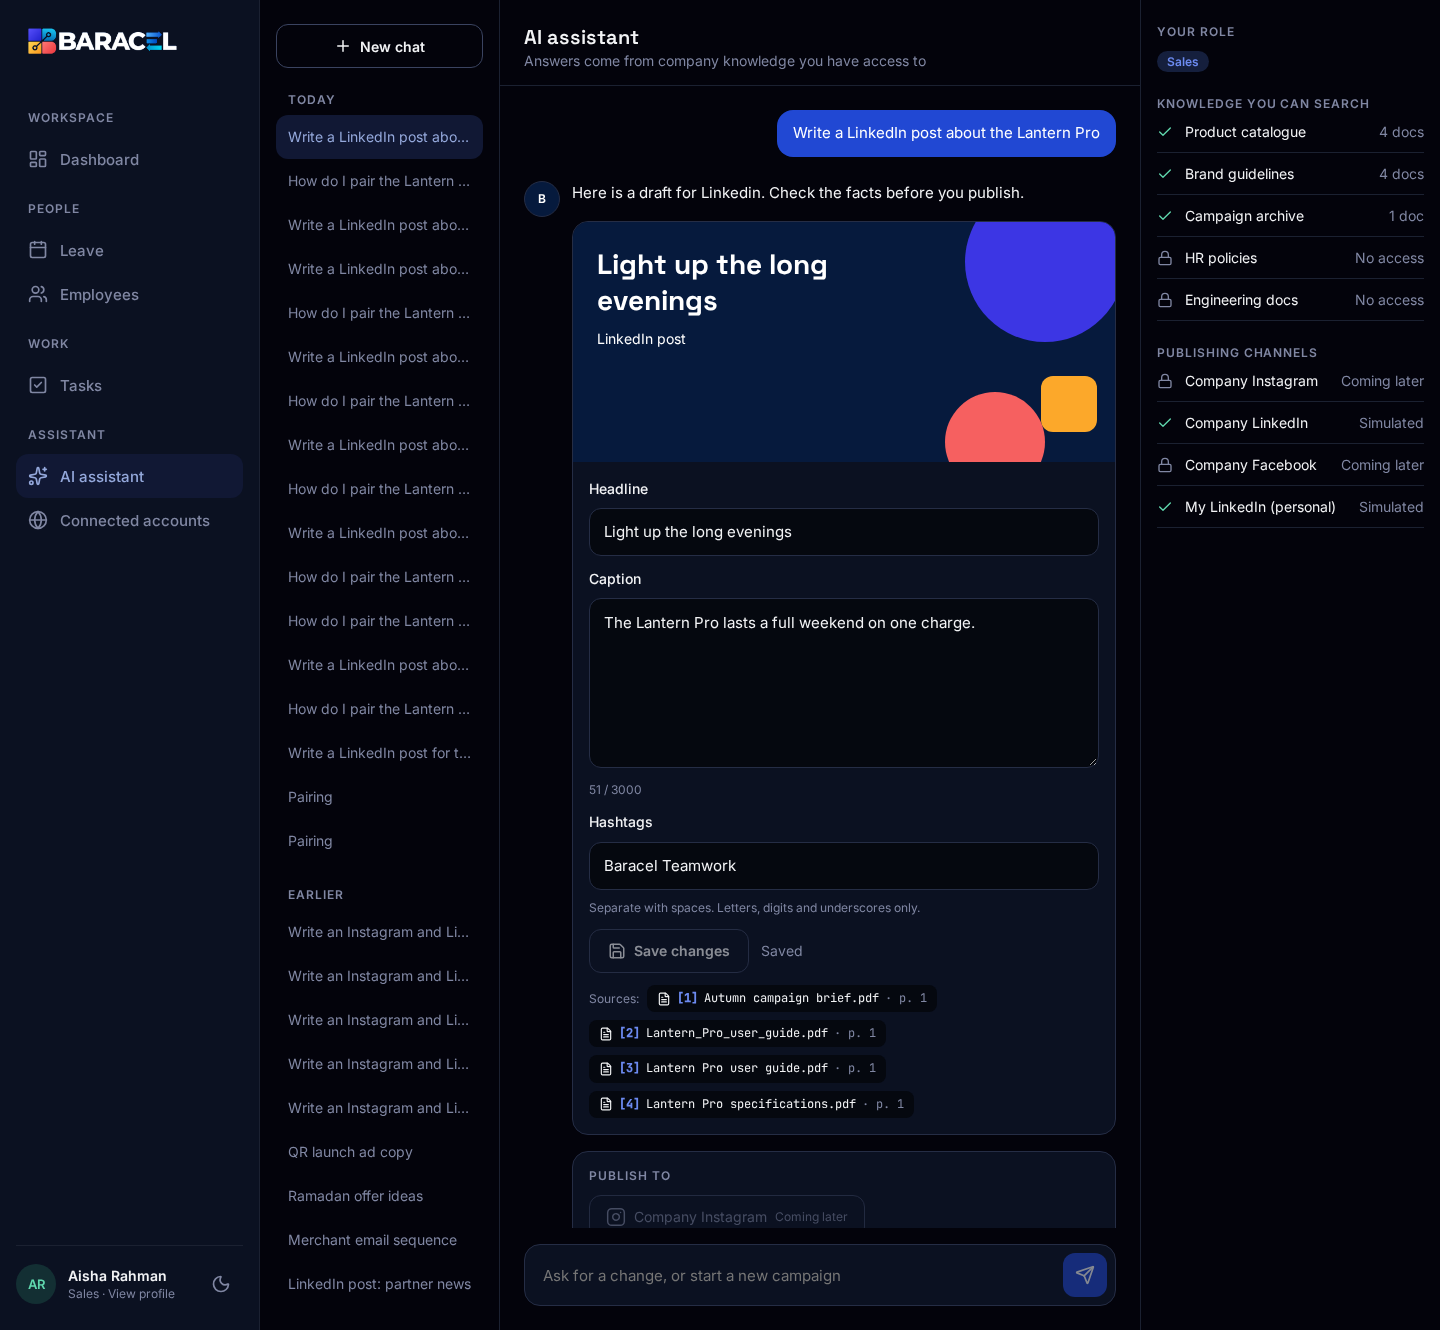 BARACEL
WORKSPACE
Dashboard
PEOPLE
Leave
Employees
WORK
Tasks
ASSISTANT
AI assistant
Connected accounts
AR
Aisha Rahman
Sales · View profile
New chat
TODAY
Write a LinkedIn post abo...
How do I pair the Lantern ...
Write a LinkedIn post abo...
Write a LinkedIn post abo...
How do I pair the Lantern ...
Write a LinkedIn post abo...
How do I pair the Lantern ...
Write a LinkedIn post abo...
How do I pair the Lantern ...
Write a LinkedIn post abo...
How do I pair the Lantern ...
How do I pair the Lantern ...
Write a LinkedIn post abo...
How do I pair the Lantern ...
Write a LinkedIn post for t...
Pairing
Pairing
EARLIER
Write an Instagram and Li...
Write an Instagram and Li...
Write an Instagram and Li...
Write an Instagram and Li...
Write an Instagram and Li...
QR launch ad copy
Ramadan offer ideas
Merchant email sequence
LinkedIn post: partner news
AI assistant
Answers come from company knowledge you have access to
Write a LinkedIn post about the Lantern Pro
B
Here is a draft for Linkedin. Check the facts before you publish.
Light up the long
evenings
LinkedIn post
Headline
Light up the long evenings
Caption
The Lantern Pro lasts a full weekend on one charge.
51 / 3000
Hashtags
Baracel Teamwork
Separate with spaces. Letters, digits and underscores only.
Save changes Saved
Sources: [1] Autumn campaign brief.pdf · p. 1
[2] Lantern_Pro_user_guide.pdf · p. 1
[3] Lantern Pro user guide.pdf · p. 1
[4] Lantern Pro specifications.pdf · p. 1
PUBLISH TO
Company Instagram Coming later
Ask for a change, or start a new campaign
YOUR ROLE
Sales
KNOWLEDGE YOU CAN SEARCH
Product catalogue 4 docs
Brand guidelines 4 docs
Campaign archive 1 doc
HR policies No access
Engineering docs No access
PUBLISHING CHANNELS
Company Instagram Coming later
Company LinkedIn Simulated
Company Facebook Coming later
My LinkedIn (personal) Simulated